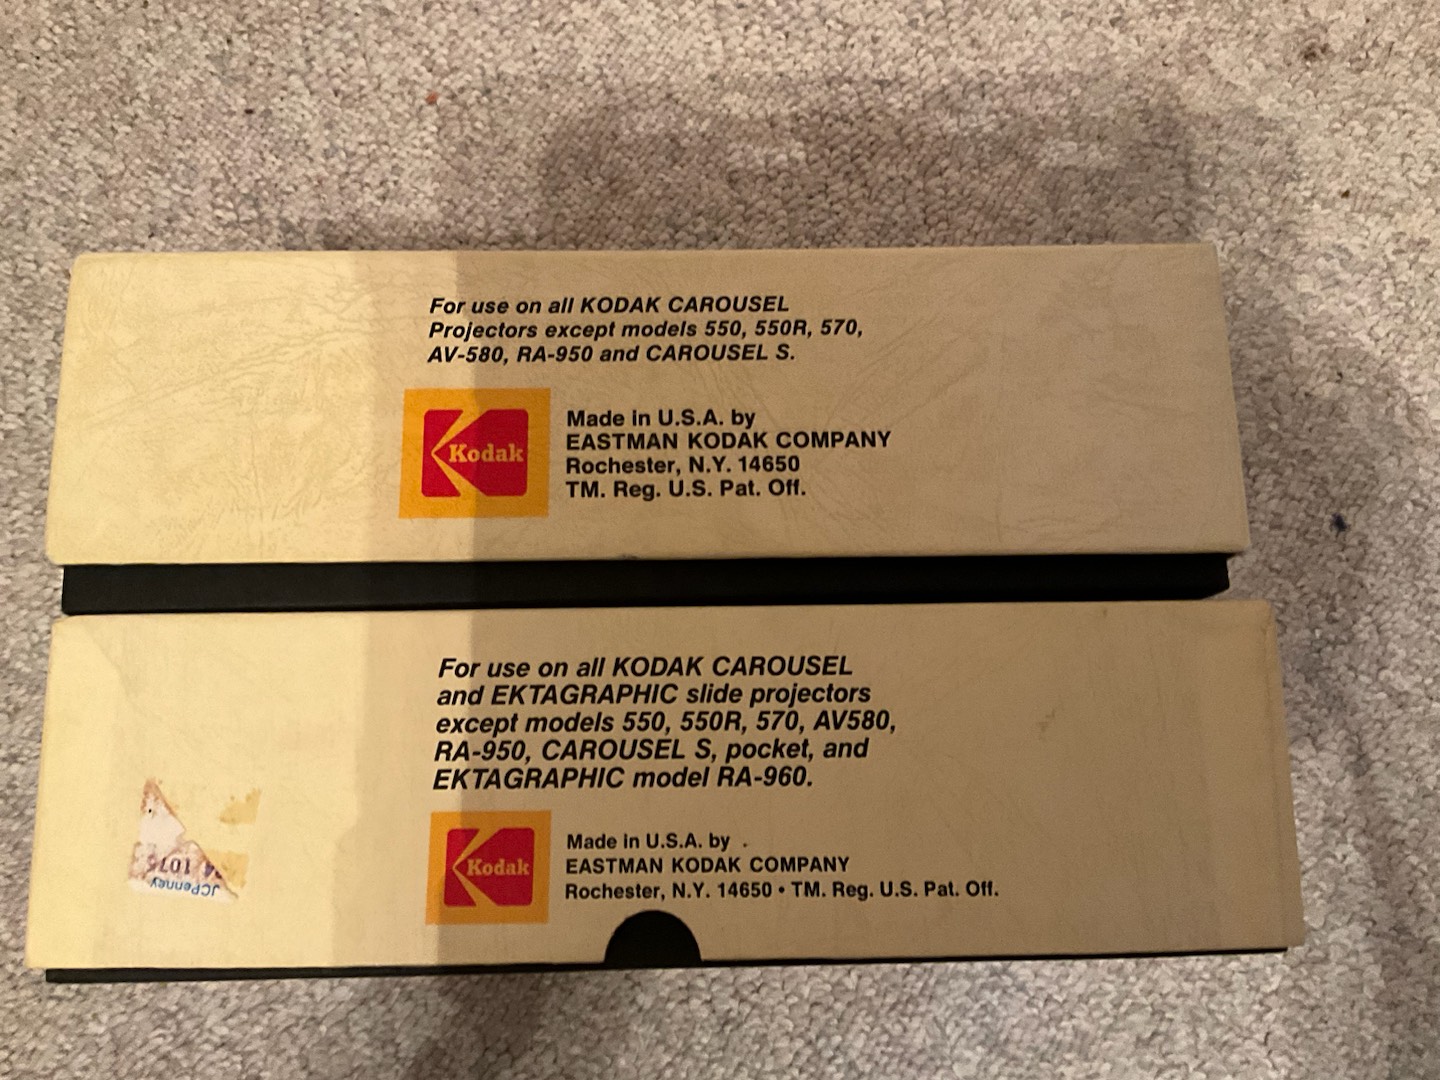 For use on all KODAK CAROUSEL
Projectors except models 550, 550R, 570,
AV-580, RA-950 and CAROUSEL S.
Kodak
Made in U.S.A. by
EASTMAN KODAK COMPANY
Rochester, N.Y. 14650
TM. Reg. U.S. Pat. Off.
For use on all KODAK CAROUSEL
and EKTAGRAPHIC slide projectors
except models 550, 550R, 570, AV580,
RA-950, CAROUSEL S, pocket, and
EKTAGRAPHIC model RA-960.
Kodak
Made in U.S.A. by
EASTMAN KODAK COMPANY
Rochester, N.Y. 14650 • TM. Reg. U.S. Pat. Off.
JCPenney